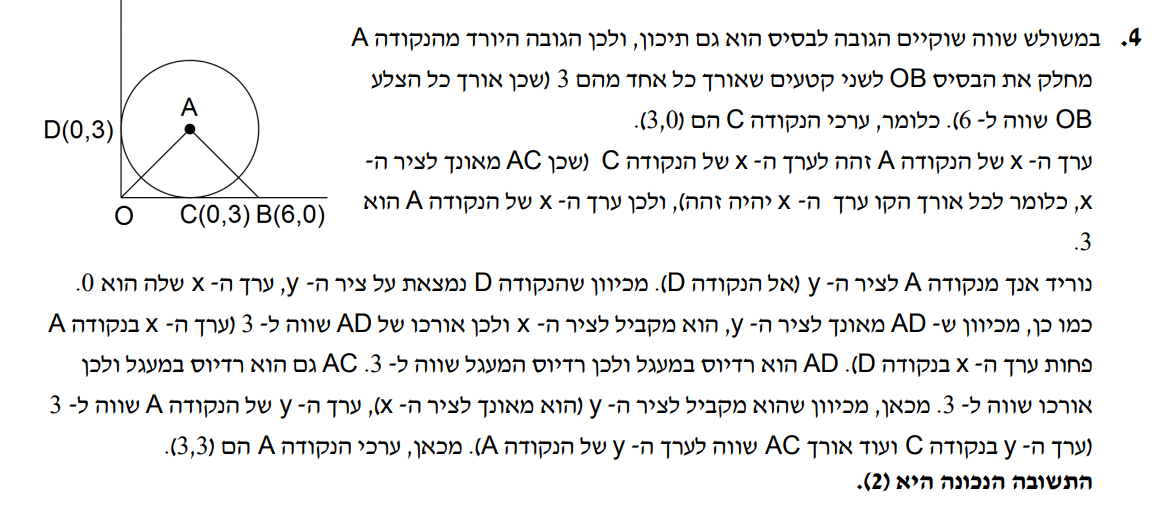 4. במשולש שווה שוקיים הגובה לבסיס הוא גם תיכון, ולכן הגובה היורד מהנקודה A
מחלק את הבסיס OB לשני קטעים שאורך כל אחד מהם 3 (שכן אורך כל הצלע
OB שווה ל- 6). כלומר, ערכי הנקודה C הם (3,0).
ערך ה- x של הנקודה A זהה לערך ה- x של הנקודה C (שכן AC מאונך לציר ה-
x, כלומר לכל אורך הקו ערך ה- x יהיה זהה), ולכן ערך ה- x של הנקודה A הוא
3.
A
D(0,3)
O
C(0,3)
B(6,0)
נוריד אנך מנקודה A לציר ה- y (אל הנקודה D). מכיוון שהנקודה D נמצאת על ציר ה- y, ערך ה- x שלה הוא 0.
כמו כן, מכיוון ש- AD מאונך לציר ה- y, הוא מקביל לציר ה- x ולכן אורכו של AD שווה ל- 3 (ערך ה- x בנקודה A
פחות ערך ה- x בנקודה D). AD הוא רדיוס במעגל ולכן רדיוס המעגל שווה ל- 3. AC גם הוא רדיוס במעגל ולכן
אורכו שווה ל- 3. מכאן, מכיוון שהוא מקביל לציר ה- y (הוא מאונך לציר ה- x), ערך ה- y של הנקודה A שווה ל- 3
(ערך ה- y בנקודה C ועוד אורך AC שווה לערך ה- y של הנקודה A). מכאן, ערכי הנקודה A הם (3,3).
התשובה הנכונה היא (2).